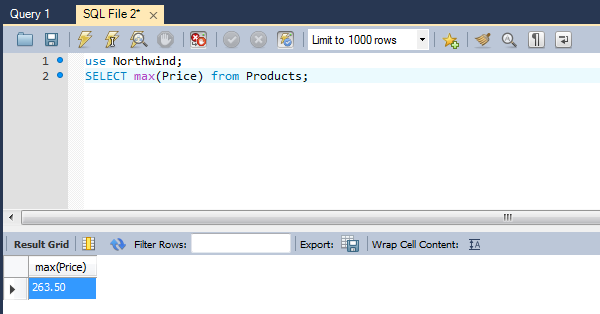 Query 1 SQL File 2*
Limit to 1000 rows
1 use Northwind;
2 SELECT max(Price) from Products;
Result Grid Filter Rows: Export: Wrap Cell Content:
max(Price)
263.50